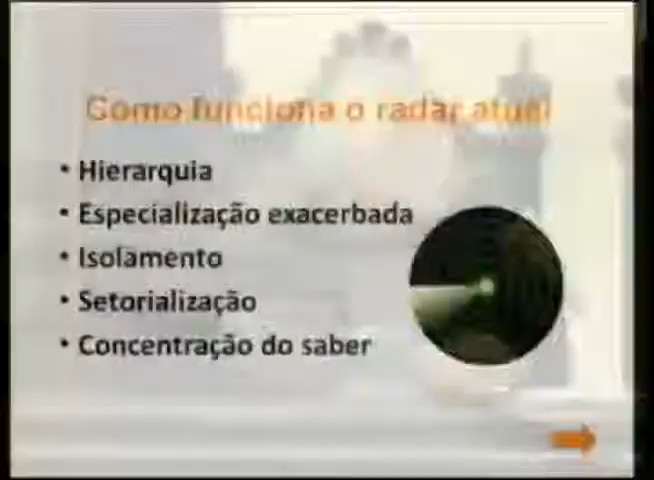 Como funciona o radar atual
• Hierarquia
• Especialização exacerbada
• Isolamento
• Setorialização
• Concentração do saber